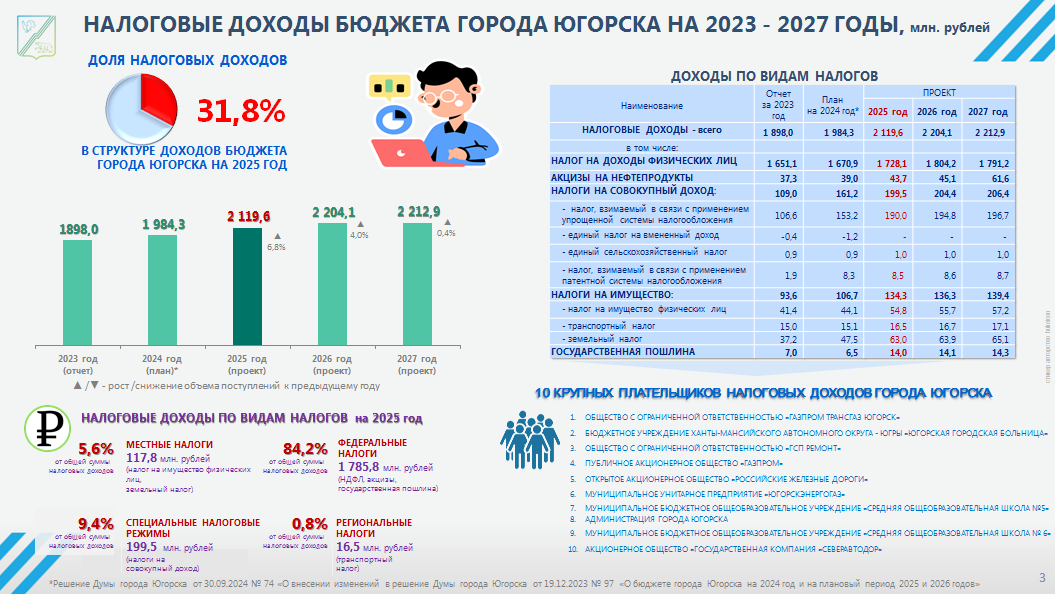 НАЛОГОВЫЕ ДОХОДЫ БЮДЖЕТА ГОРОДА ЮГОРСКА НА 2023 - 2027 ГОДЫ, млн. рублей
ДОЛЯ НАЛОГОВЫХ ДОХОДОВ
31,8%
В СТРУКТУРЕ ДОХОДОВ БЮДЖЕТА
ГОРОДА ЮГОРСКА НА 2025 ГОД
1898,0
1 984,3
2 119,6
2 204,1
2 212,9
▲ 6,8%
▲ 4,0%
▲ 0,4%
2023 год (отчет)
2024 год (план)*
2025 год (проект)
2026 год (проект)
2027 год (проект)
▲ /▼ - рост /снижение объема поступлений к предыдущему году
ДОХОДЫ ПО ВИДАМ НАЛОГОВ
Наименование
Отчет за 2023 год
План на 2024 год*
ПРОЕКТ
2025 год 2026 год 2027 год
НАЛОГОВЫЕ ДОХОДЫ - всего 1 898,0 1 984,3 2 119,6 2 204,1 2 212,9
в том числе:
НАЛОГ НА ДОХОДЫ ФИЗИЧЕСКИХ ЛИЦ 1 651,1 1 670,9 1 728,1 1 804,2 1 791,2
АКЦИЗЫ НА НЕФТЕПРОДУКТЫ 37,3 39,0 43,7 45,1 61,6
НАЛОГИ НА СОВОКУПНЫЙ ДОХОД: 109,0 161,2 199,5 204,4 206,4
- налог, взимаемый в связи с применением
упрощенной системы налогообложения 106,6 153,2 190,0 194,8 196,7
- единый налог на вмененный доход -0,4 -1,2 - - -
- единый сельскохозяйственный налог 0,9 0,9 1,0 1,0 1,0
- налог, взимаемый в связи с применением
патентной системы налогообложения 1,9 8,3 8,5 8,6 8,7
НАЛОГИ НА ИМУЩЕСТВО: 93,6 106,7 134,3 136,3 139,4
- налог на имущество физических лиц 41,4 44,1 54,8 55,7 57,2
- транспортный налог 15,0 15,1 16,5 16,7 17,1
- земельный налог 37,2 47,5 63,0 63,9 65,1
ГОСУДАРСТВЕННАЯ ПОШЛИНА 7,0 6,5 14,0 14,1 14,3
НАЛОГОВЫЕ ДОХОДЫ ПО ВИДАМ НАЛОГОВ на 2025 год
5,6%
от общей суммы
налоговых доходов
МЕСТНЫЕ НАЛОГИ
117,8 млн. рублей
(налог на имущество физических
лиц,
земельный налог)
84,2%
от общей суммы
налоговых доходов
ФЕДЕРАЛЬНЫЕ
НАЛОГИ
1 785,8 млн. рублей
(НДФЛ, акцизы,
государственная пошлина)
9,4%
от общей суммы
налоговых доходов
СПЕЦИАЛЬНЫЕ НАЛОГОВЫЕ
РЕЖИМЫ
199,5 млн. рублей
(налоги на
совокупный доход)
0,8%
от общей суммы
налоговых доходов
РЕГИОНАЛЬНЫЕ
НАЛОГИ
16,5 млн. рублей
(транспортный
налог)
10 КРУПНЫХ ПЛАТЕЛЬЩИКОВ НАЛОГОВЫХ ДОХОДОВ ГОРОДА ЮГОРСКА
1. ОБЩЕСТВО С ОГРАНИЧЕННОЙ ОТВЕТСТВЕННОСТЬЮ «ГАЗПРОМ ТРАНСГАЗ ЮГОРСК»
2. БЮДЖЕТНОЕ УЧРЕЖДЕНИЕ ХАНТЫ-МАНСИЙСКОГО АВТОНОМНОГО ОКРУГА - ЮГРЫ «ЮГОРСКАЯ ГОРОДСКАЯ БОЛЬНИЦА»
3. ОБЩЕСТВО С ОГРАНИЧЕННОЙ ОТВЕТСТВЕННОСТЬЮ «ГСП РЕМОНТ»
4. ПУБЛИЧНОЕ АКЦИОНЕРНОЕ ОБЩЕСТВО «ГАЗПРОМ»
5. ОТКРЫТОЕ АКЦИОНЕРНОЕ ОБЩЕСТВО «РОССИЙСКИЕ ЖЕЛЕЗНЫЕ ДОРОГИ»
6. МУНИЦИПАЛЬНОЕ УНИТАРНОЕ ПРЕДПРИЯТИЕ «ЮГОРСКЭНЕРГОГАЗ»
7. МУНИЦИПАЛЬНОЕ БЮДЖЕТНОЕ ОБЩЕОБРАЗОВАТЕЛЬНОЕ УЧРЕЖДЕНИЕ «СРЕДНЯЯ ОБЩЕОБРАЗОВАТЕЛЬНАЯ ШКОЛА №5»
8. АДМИНИСТРАЦИЯ ГОРОДА ЮГОРСКА
9. МУНИЦИПАЛЬНОЕ БЮДЖЕТНОЕ ОБЩЕОБРАЗОВАТЕЛЬНОЕ УЧРЕЖДЕНИЕ «СРЕДНЯЯ ОБЩЕОБРАЗОВАТЕЛЬНАЯ ШКОЛА № 6»
10. АКЦИОНЕРНОЕ ОБЩЕСТВО «ГОСУДАРСТВЕННАЯ КОМПАНИЯ «СЕВЕРАВТОДОР»
*Решение Думы города Югорска от 30.09.2024 № 74 «О внесении изменений в решение Думы города Югорска от 19.12.2023 № 97 «О бюджете города Югорска на 2024 год и на плановый период 2025 и 2026 годов»
3